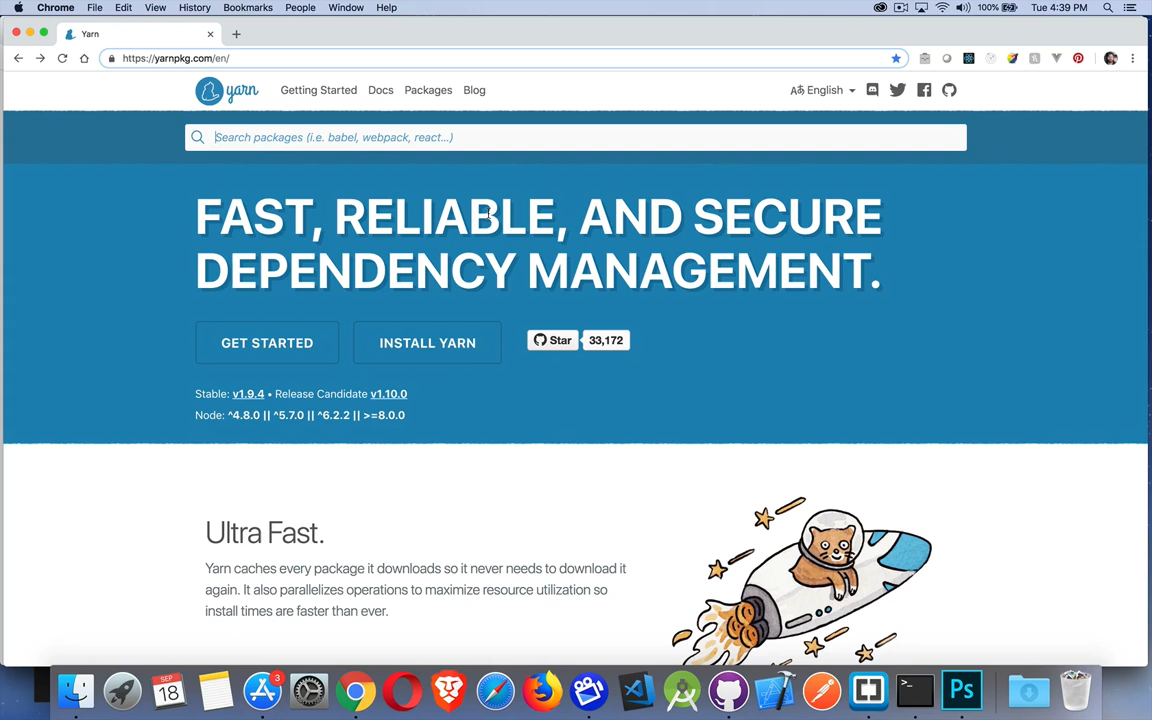 Chrome File Edit View History Bookmarks People Window Help 100% Tue 4:39 PM
Yarn
https://yarnpkg.com/en/
yarn Getting Started Docs Packages Blog English
Search packages (i.e. babel, webpack, react...)
FAST, RELIABLE, AND SECURE
DEPENDENCY MANAGEMENT.
GET STARTED INSTALL YARN Star 33,172
Stable: v1.9.4 • Release Candidate v1.10.0
Node: ^4.8.0 || ^5.7.0 || ^6.2.2 || >=8.0.0
Ultra Fast.
Yarn caches every package it downloads so it never needs to download it
again. It also parallelizes operations to maximize resource utilization so
install times are faster than ever.
SEP
18
3
>_
Ps